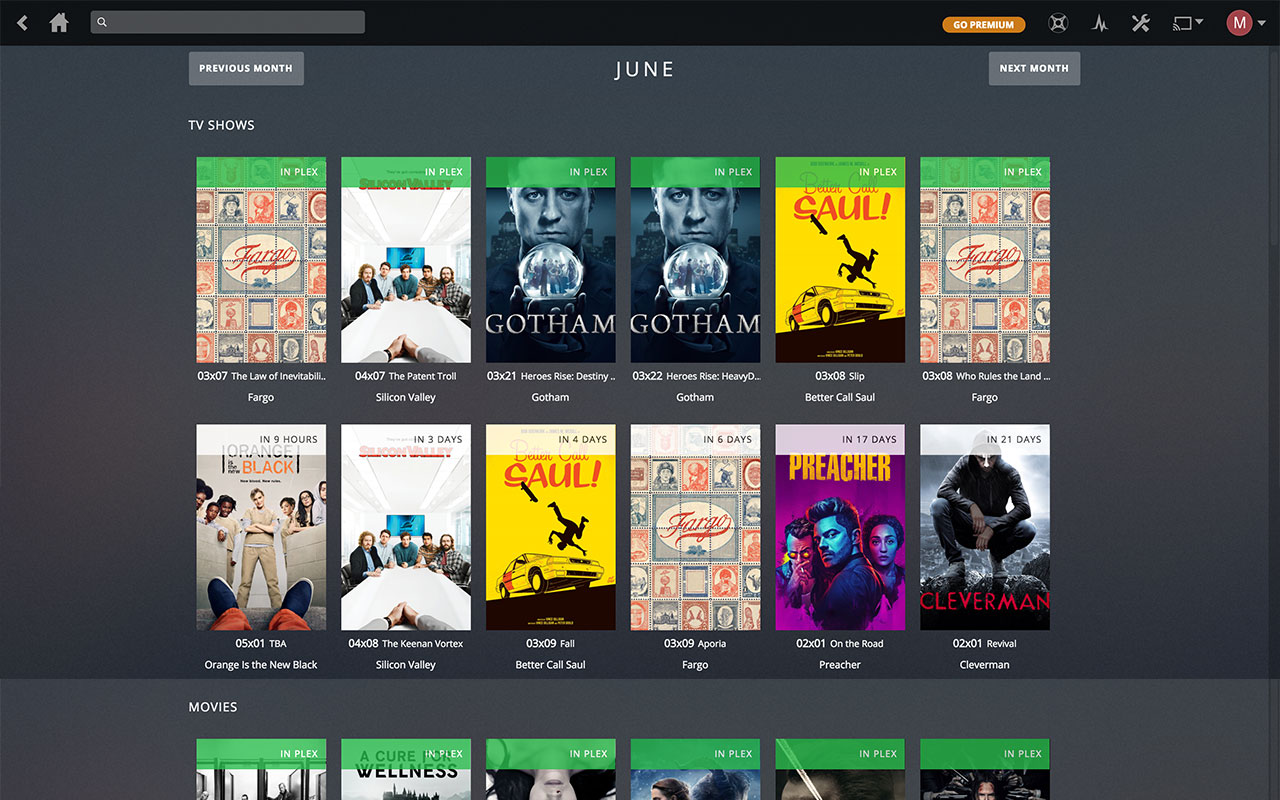 GO PREMIUM
M
PREVIOUS MONTH
JUNE
NEXT MONTH
TV SHOWS
IN PLEX
IN PLEX
IN PLEX
IN PLEX
IN PLEX
IN PLEX
Fargo
SILICON VALLEY
GOTHAM
GOTHAM
Better Call
SAUL!
Fargo
03x07 The Law of Inevitabili..
04x07 The Patent Troll
03x21 Heroes Rise: Destiny ..
03x22 Heroes Rise: HeavyD...
03x08 Slip
03x08 Who Rules the Land ...
Fargo
Silicon Valley
Gotham
Gotham
Better Call Saul
Fargo
IN 9 HOURS
IN 3 DAYS
IN 4 DAYS
IN 6 DAYS
IN 17 DAYS
IN 21 DAYS
ORANGE
is the new BLACK
New blood. New rules.
SILICON VALLEY
Better Call
SAUL!
Fargo
PREACHER
CLEVERMAN
05x01 TBA
04x08 The Keenan Vortex
03x09 Fall
03x09 Aporia
02x01 On the Road
02x01 Revival
Orange Is the New Black
Silicon Valley
Better Call Saul
Fargo
Preacher
Cleverman
MOVIES
IN PLEX
IN PLEX
IN PLEX
IN PLEX
IN PLEX
IN PLEX
A CURE FOR
WELLNESS